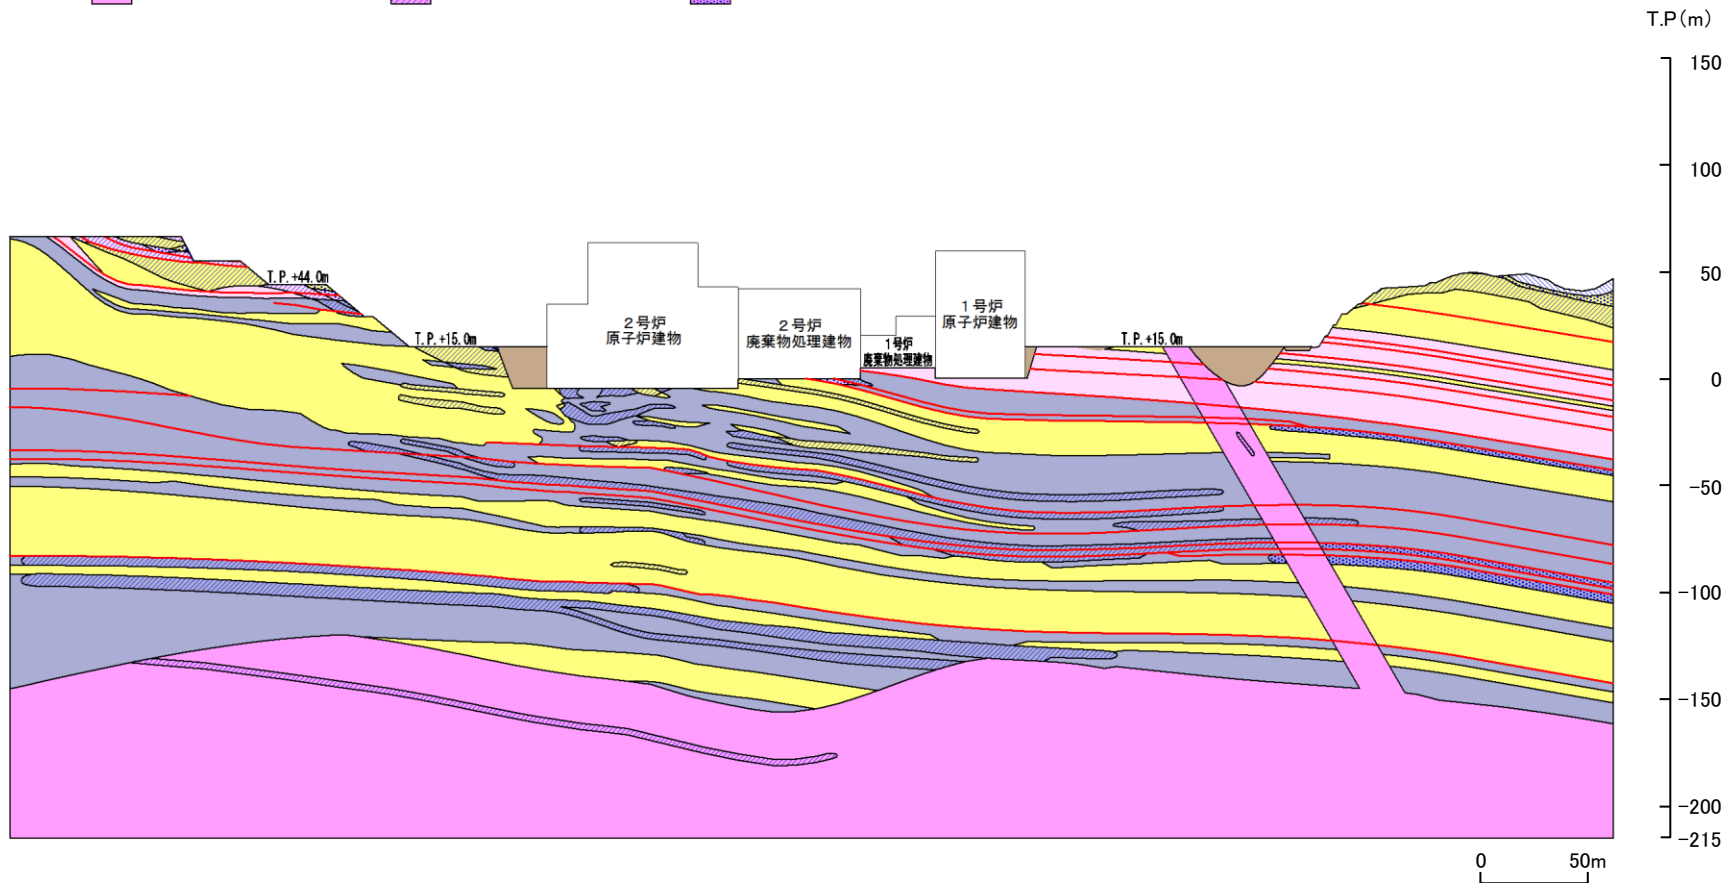 T.P(m)
150
100
50
0
-50
-100
-150
-200
-215
T.P.+44.0m
T.P.+15.0m
2号炉
原子炉建物
2号炉
廃棄物処理建物
1号炉
廃棄物処理建物
1号炉
原子炉建物
T.P.+15.0m
0 50m